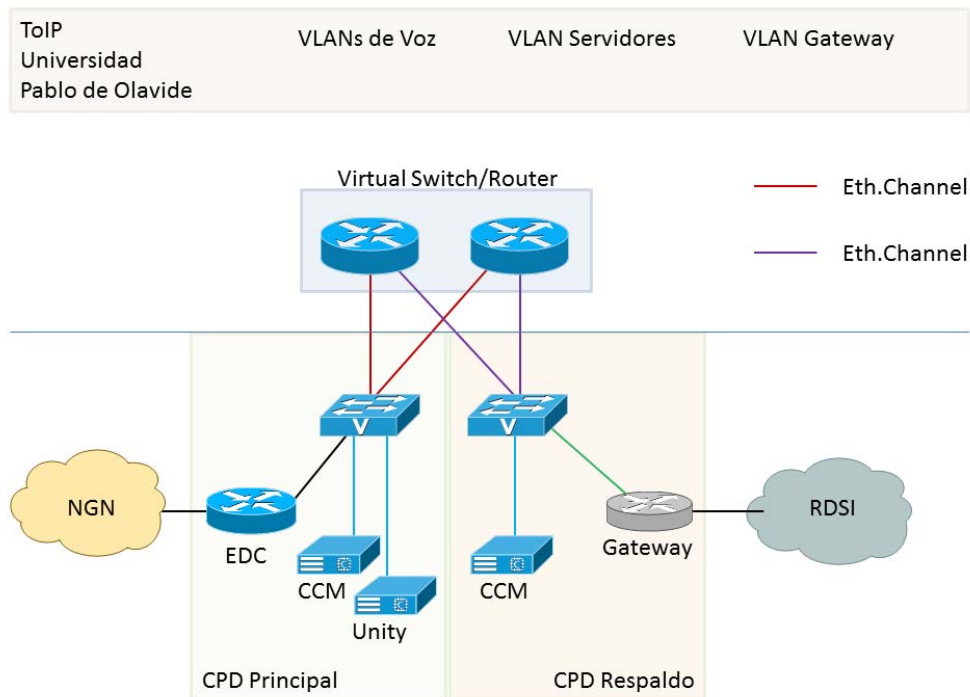 ToIP
Universidad
Pablo de Olavide
VLANs de Voz
VLAN Servidores
VLAN Gateway
Virtual Switch/Router
Eth.Channel
Eth.Channel
V
V
NGN
EDC
CCM
Unity
CCM
Gateway
RDSI
CPD Principal
CPD Respaldo